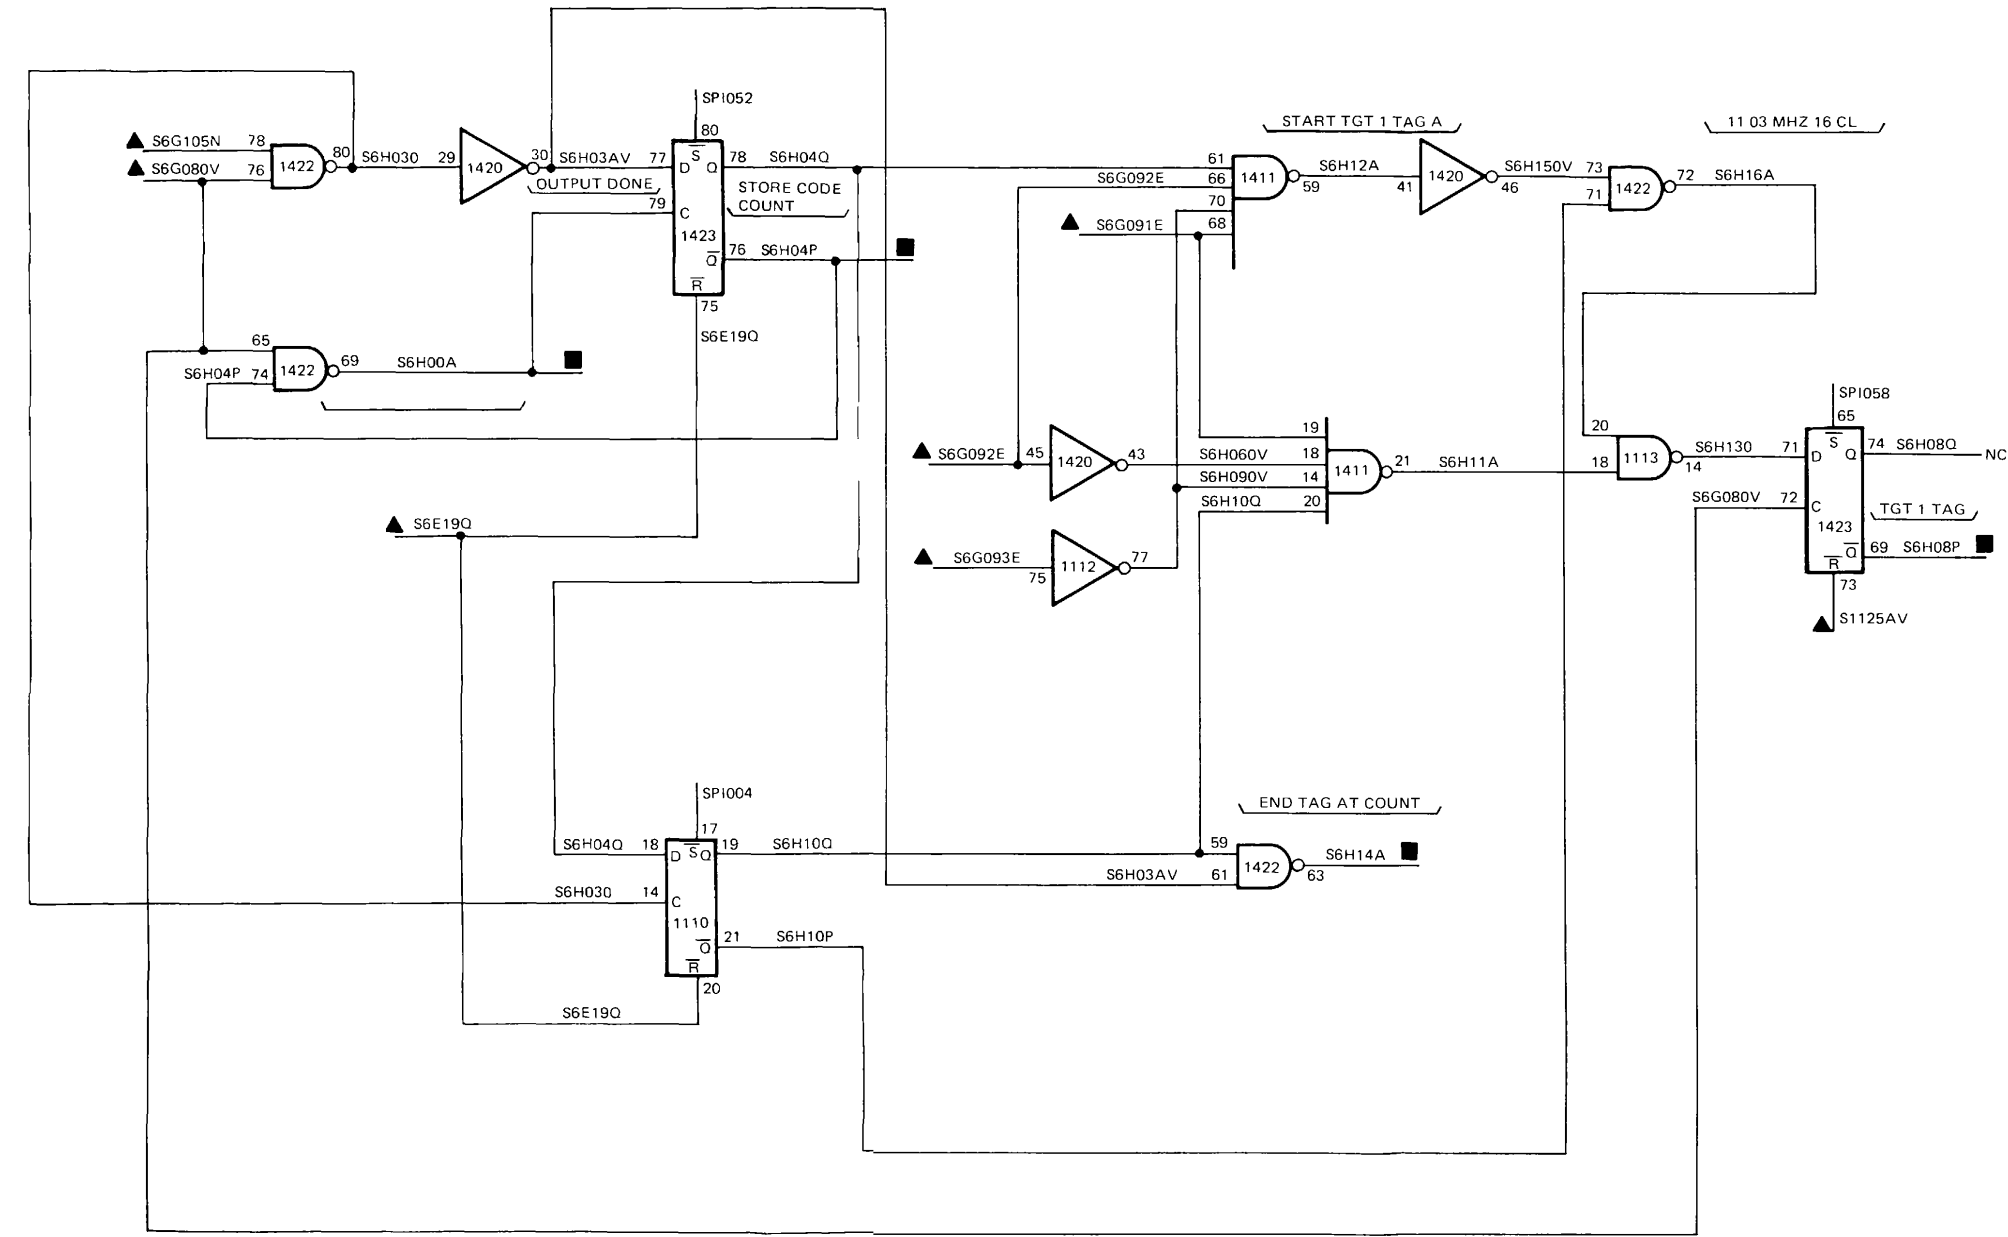 SPI052
80
S6G105N 78
1422
80 S6H030 29
1420
30 S6H03AV 77
S6G080V 76
OUTPUT DONE
D S Q
78 S6H04Q
STORE CODE
COUNT
79 C
1423
Q 76 S6H04P
R
75
S6E19Q
65
S6H04P 74
1422
69 S6H00A
START TGT 1 TAG A
11 03 MHZ 16 CL
61
S6G092E 66
70
S6G091E 68
1411
59 S6H12A 41
1420
46 S6H150V 73
71
1422
72 S6H16A
S6G092E 45
1420
43 S6H060V 18
19
S6H090V 14
S6H10Q 20
1411
21 S6H11A 18
20
1113
14 S6H130 71
SPI058
65
D S Q
74 S6H08Q NC
S6G080V 72 C
1423
TGT 1 TAG
Q 69 S6H08P
R
73
S1125AV
S6E19Q
S6G093E 75
1112
77
SPI004
17
S6H04Q 18 D S Q 19 S6H10Q
S6H030 14 C
1110
Q 21 S6H10P
R
20
S6E19Q
END TAG AT COUNT
59
S6H03AV 61
1422
63 S6H14A